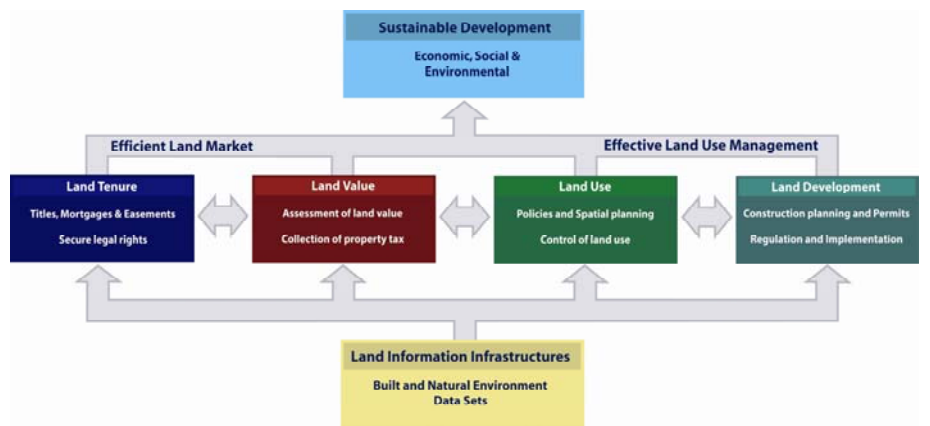 Sustainable Development
Economic, Social &
Environmental
Efficient Land Market
Effective Land Use Management
Land Tenure
Titles, Mortgages & Easements
Secure legal rights
Land Value
Assessment of land value
Collection of property tax
Land Use
Policies and Spatial planning
Control of land use
Land Development
Construction planning and Permits
Regulation and Implementation
Land Information Infrastructures
Built and Natural Environment
Data Sets